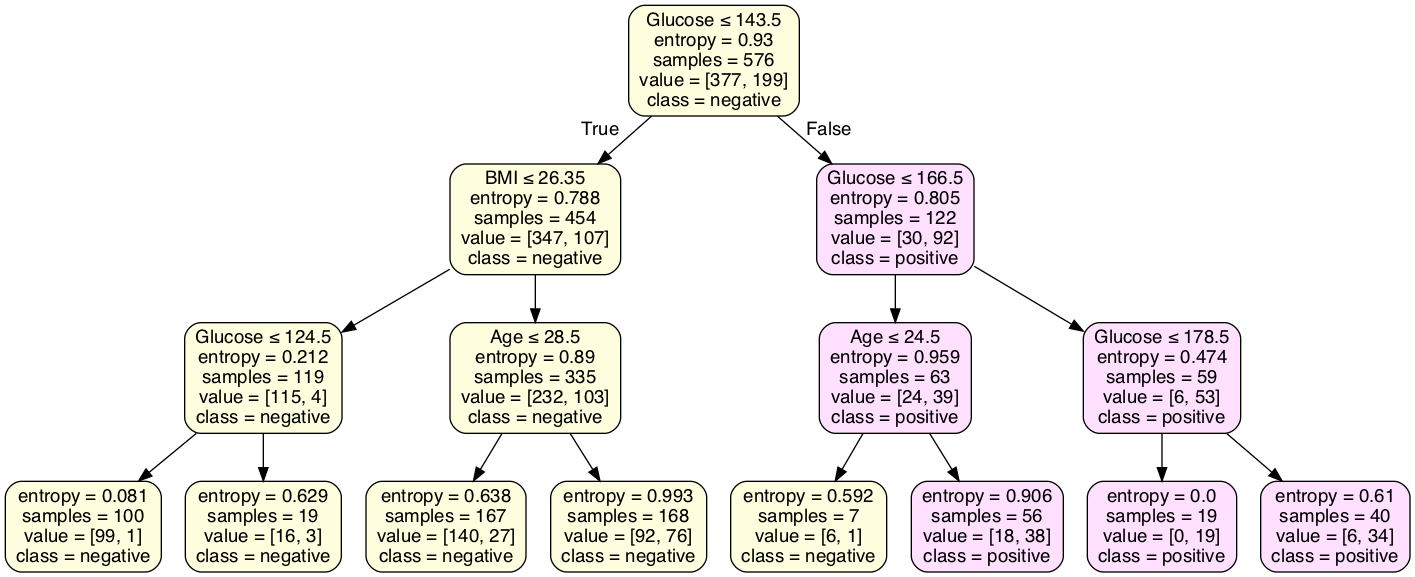 Glucose ≤ 143.5
entropy = 0.93
samples = 576
value = [377, 199]
class = negative
True
False
BMI ≤ 26.35
entropy = 0.788
samples = 454
value = [347, 107]
class = negative
Glucose ≤ 166.5
entropy = 0.805
samples = 122
value = [30, 92]
class = positive
Glucose ≤ 124.5
entropy = 0.212
samples = 119
value = [115, 4]
class = negative
Age ≤ 28.5
entropy = 0.89
samples = 335
value = [232, 103]
class = negative
Age ≤ 24.5
entropy = 0.959
samples = 63
value = [24, 39]
class = positive
Glucose ≤ 178.5
entropy = 0.474
samples = 59
value = [6, 53]
class = positive
entropy = 0.081
samples = 100
value = [99, 1]
class = negative
entropy = 0.629
samples = 19
value = [16, 3]
class = negative
entropy = 0.638
samples = 167
value = [140, 27]
class = negative
entropy = 0.993
samples = 168
value = [92, 76]
class = negative
entropy = 0.592
samples = 7
value = [6, 1]
class = negative
entropy = 0.906
samples = 56
value = [18, 38]
class = positive
entropy = 0.0
samples = 19
value = [0, 19]
class = positive
entropy = 0.61
samples = 40
value = [6, 34]
class = positive